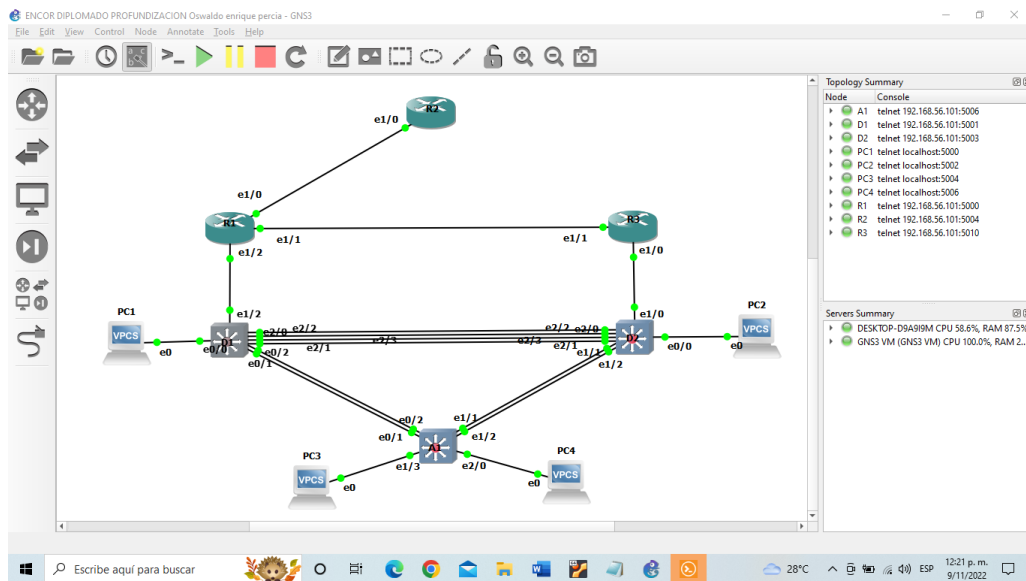 ENCOR DIPLOMADO PROFUNDIZACION Oswaldo enrique percia - GNS3
File Edit View Control Node Annotate Tools Help
Topology Summary
Node Console
A1 telnet 192.168.56.101:5006
D1 telnet 192.168.56.101:5001
D2 telnet 192.168.56.101:5003
PC1 telnet localhost:5000
PC2 telnet localhost:5002
PC3 telnet localhost:5004
PC4 telnet localhost:5006
R1 telnet 192.168.56.101:5000
R2 telnet 192.168.56.101:5004
R3 telnet 192.168.56.101:5010
Servers Summary
DESKTOP-D9A9I9M CPU 58.6%, RAM 87.5%
GNS3 VM (GNS3 VM) CPU 100.0%, RAM 2...
R2
e1/0
e1/0
R1
e1/1
e1/2
R3
e1/1
e1/0
PC1
VPCS
e0
e1/2
e0/0
D1
e2/0
e2/2
e2/3
e2/1
e0/2
e0/1
e1/0
e2/2
e2/0
e2/3
e2/1
e1/1
e1/2
D2
e0/0
PC2
VPCS
e0
e0/2
e0/1
e1/1
e1/2
A1
e1/3
e2/0
PC3
VPCS
e0
PC4
VPCS
e0
Escribe aquí para buscar
28°C
ESP
12:21 p. m.
9/11/2022